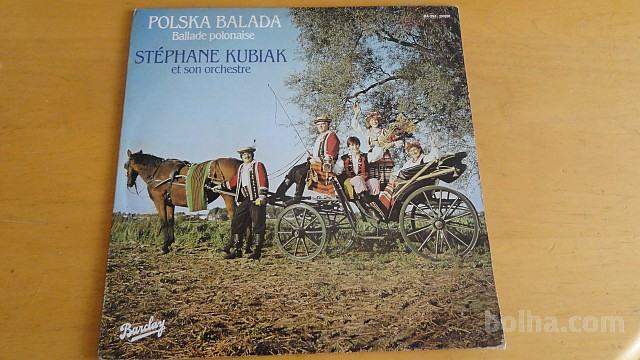 POLSKA BALADA
Ballade polonaise
STÉPHANE KUBIAK
et son orchestre
Barclay
bolha.com